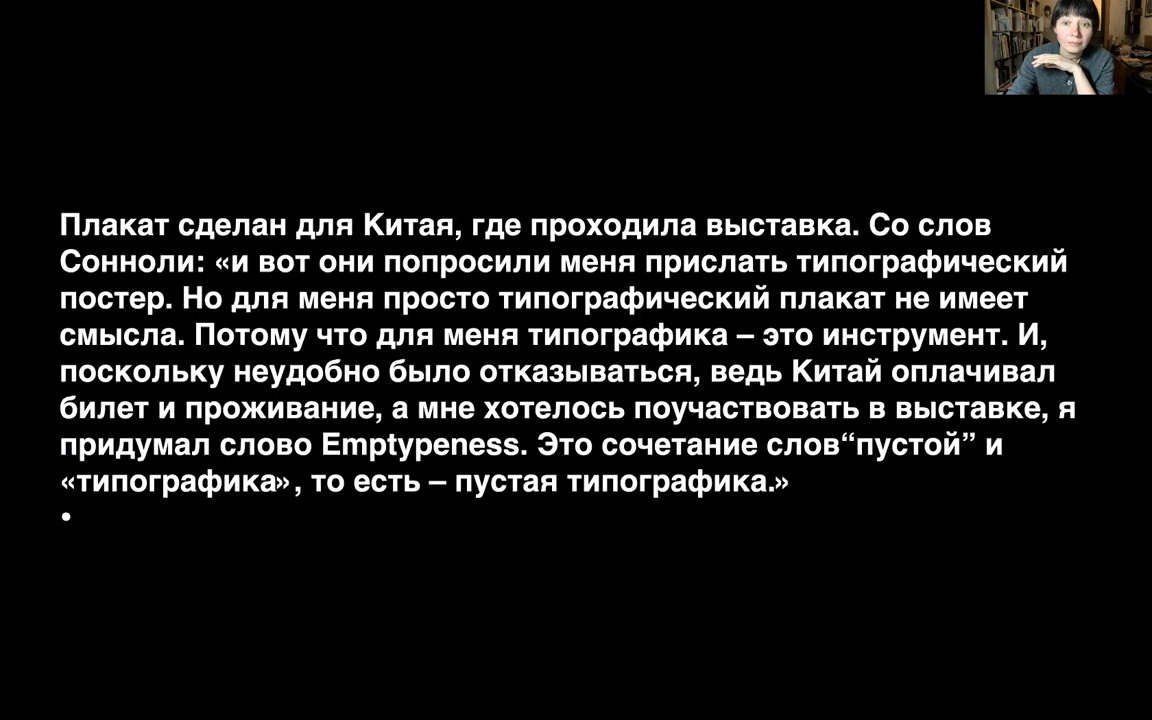 Плакат сделан для Китая, где проходила выставка. Со слов
Сонноли: «и вот они попросили меня прислать типографический
постер. Но для меня просто типографический плакат не имеет
смысла. Потому что для меня типографика – это инструмент. И,
поскольку неудобно было отказываться, ведь Китай оплачивал
билет и проживание, а мне хотелось поучаствовать в выставке, я
придумал слово Emptypeness. Это сочетание слов“пустой” и
«типографика», то есть – пустая типографика.»
•